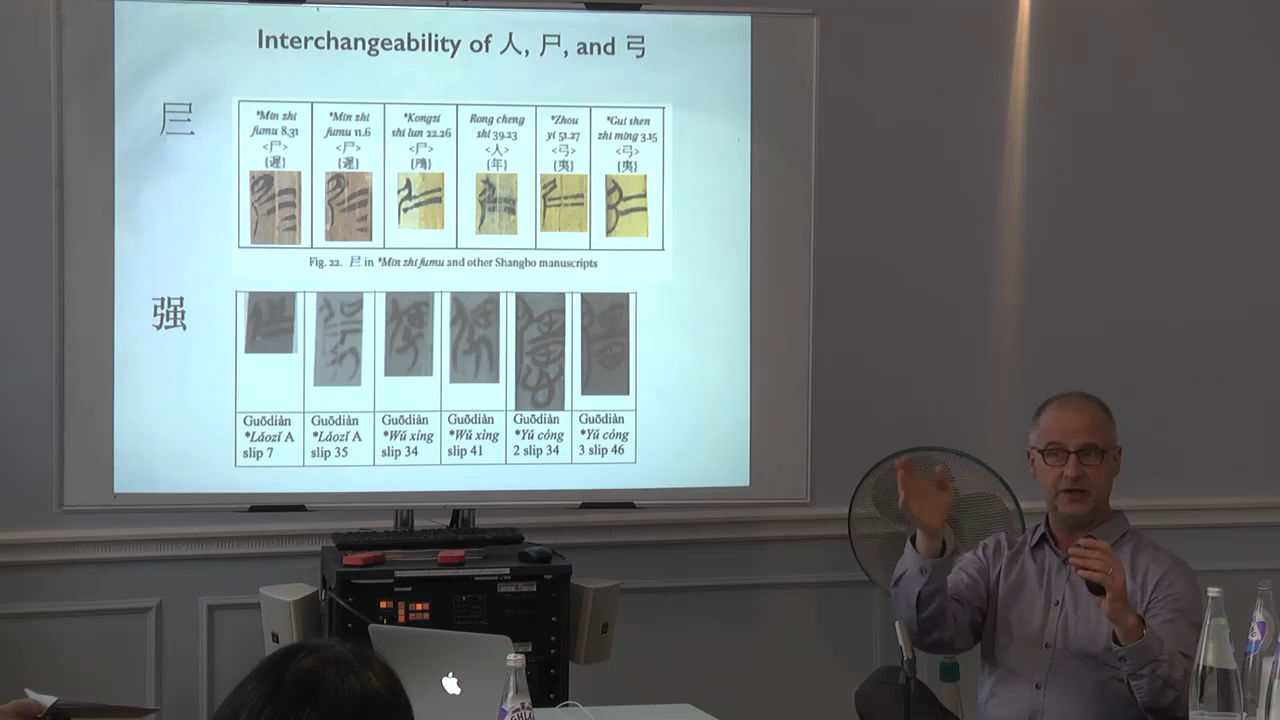 Interchangeability of 人, 尸, and 弓
*Min zhi fumu 8.31 <尸> {遲}
*Min zhi fumu 11.6 <尸> {遲}
*Kongzi shi lun 22.26 <尸> {鳲}
Rong cheng shi 39.23 <人> {年}
*Zhou yi 51.27 <弓> {夷}
*Gui shen zhi ming 3.15 <弓> {夷}
Fig. 22. 𡰥 in *Min zhi fumu and other Shangbo manuscripts
强
Guōdiàn *Lǎozǐ A slip 7
Guōdiàn *Lǎozǐ A slip 35
Guōdiàn *Wǔ xíng slip 34
Guōdiàn *Wǔ xìng slip 41
Guōdiàn *Yǔ cóng 2 slip 34
Guōdiàn *Yǔ cóng 3 slip 46